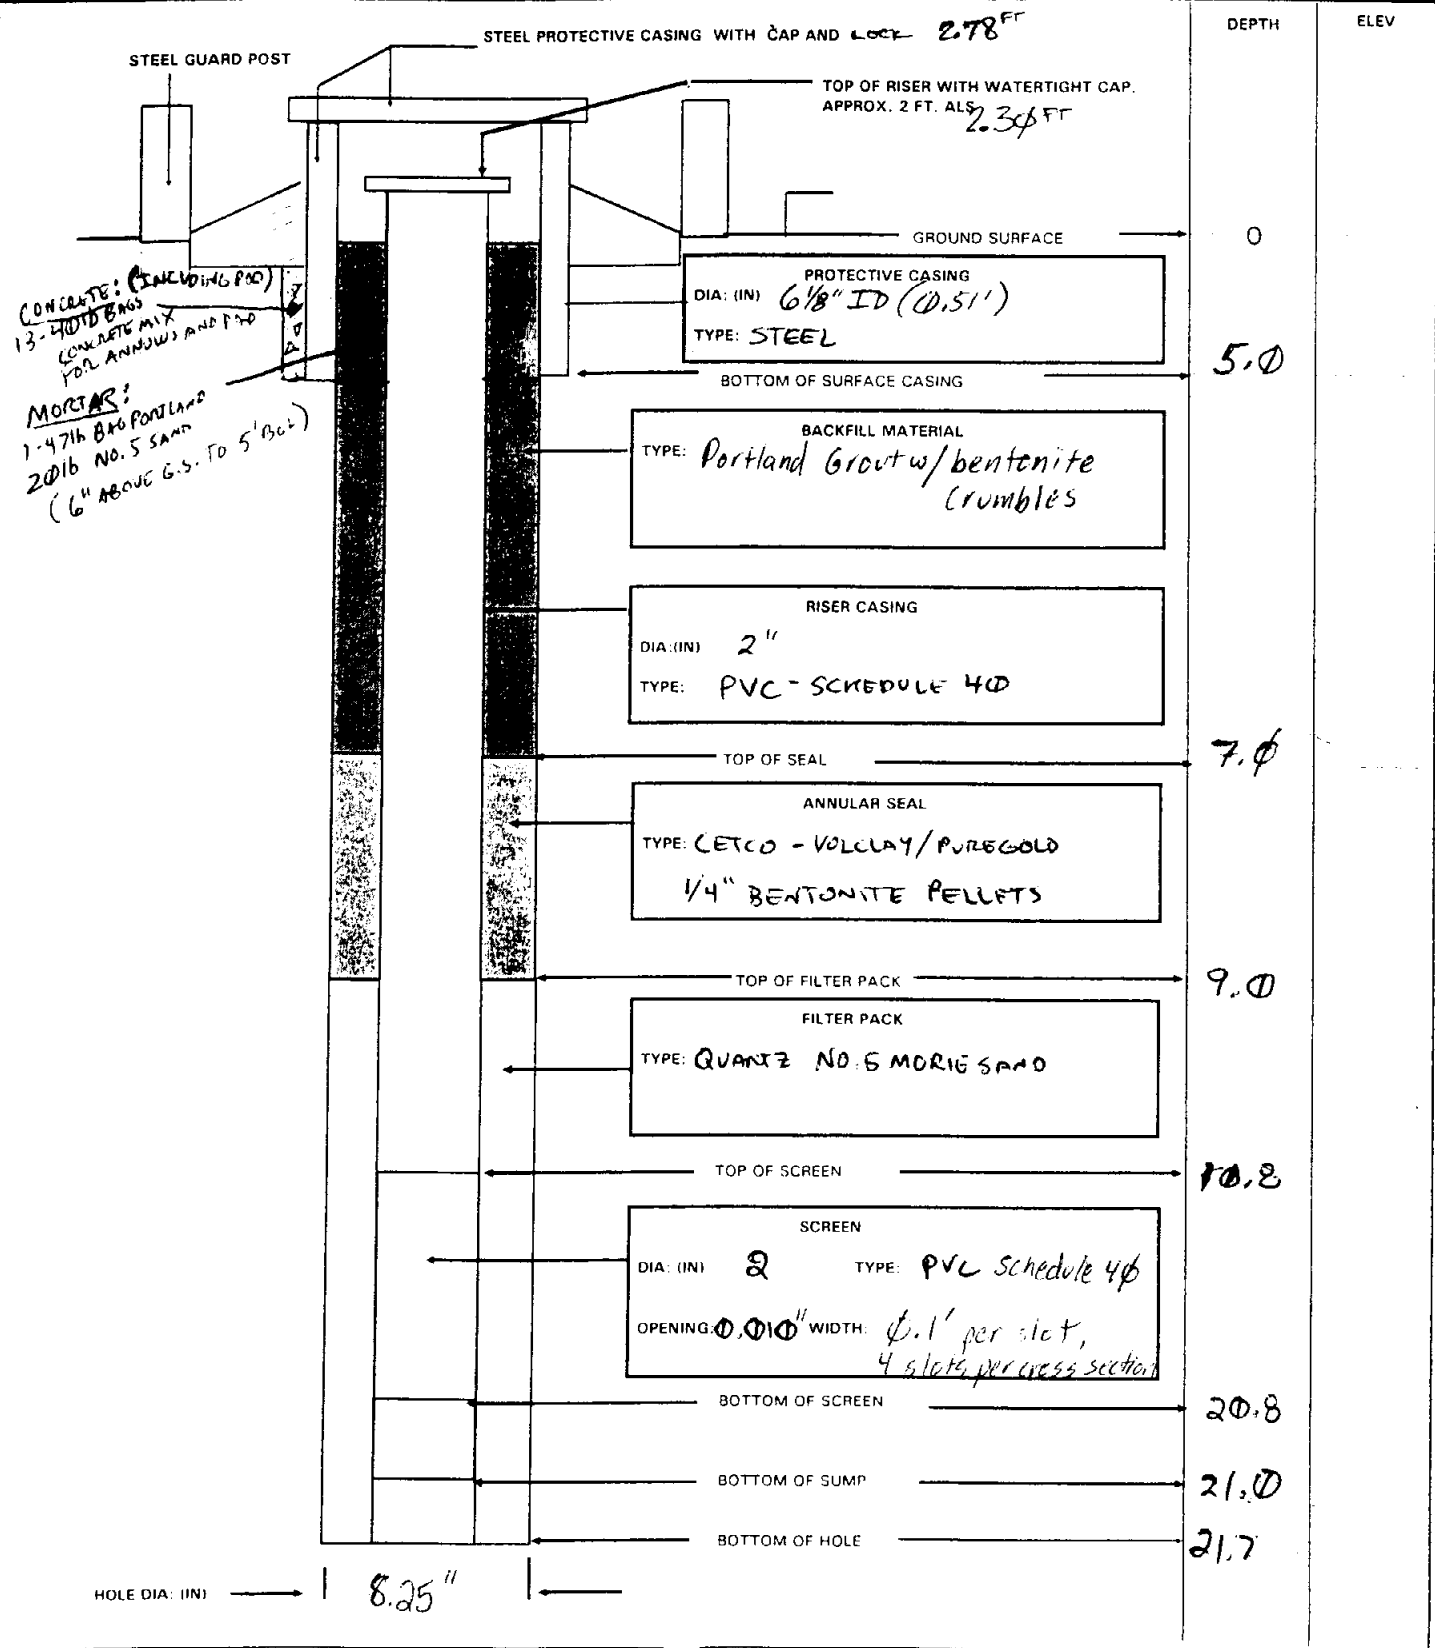 DEPTH
ELEV
STEEL PROTECTIVE CASING WITH CAP AND LOCK 2.78 FT
STEEL GUARD POST
TOP OF RISER WITH WATERTIGHT CAP.
APPROX. 2 FT. ALS 2.30 FT
GROUND SURFACE
0
CONCRETE: (INCLUDING PAD)
13-40lb BAGS
CONCRETE MIX
FOR ANNULUS AND PAD
MORTAR:
1-47lb BAG PORTLAND
20lb NO. 5 SAND
(6" ABOVE G.S. TO 5' BGL)
PROTECTIVE CASING
DIA: (IN) 6 1/8" ID (0.51')
TYPE: STEEL
BOTTOM OF SURFACE CASING
5.0
BACKFILL MATERIAL
TYPE: Portland Grout w/ bentonite
Crumbles
RISER CASING
DIA:(IN) 2"
TYPE: PVC - SCHEDULE 40
TOP OF SEAL
7.0
ANNULAR SEAL
TYPE: CETCO - VOLCLAY/PUREGOLD
1/4" BENTONITE PELLETS
TOP OF FILTER PACK
9.0
FILTER PACK
TYPE: QUARTZ NO. 5 MORIE SAND
TOP OF SCREEN
10.8
SCREEN
DIA: (IN) 2 TYPE: PVC Schedule 40
OPENING: 0.010" WIDTH: 0.1' per slot,
4 slots per cross section
BOTTOM OF SCREEN
20.8
BOTTOM OF SUMP
21.0
BOTTOM OF HOLE
21.7
HOLE DIA: (IN) 8.25"